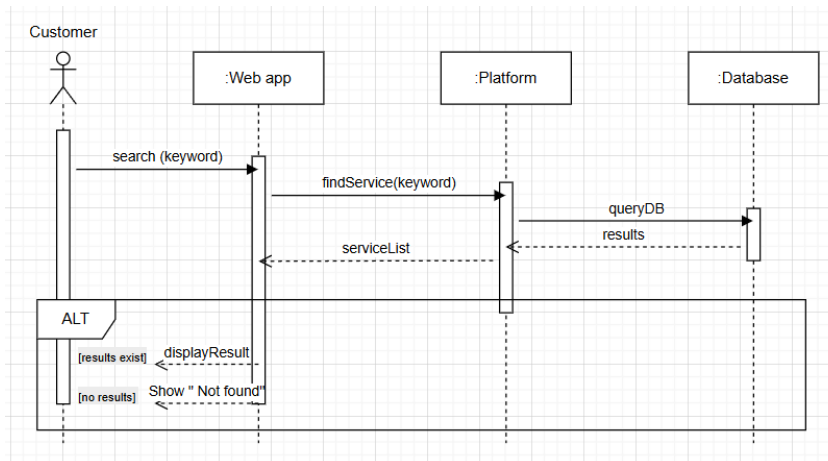 Customer
:Web app
:Platform
:Database
search (keyword)
findService(keyword)
queryDB
results
serviceList
ALT
[results exist]
displayResult
[no results]
Show " Not found"